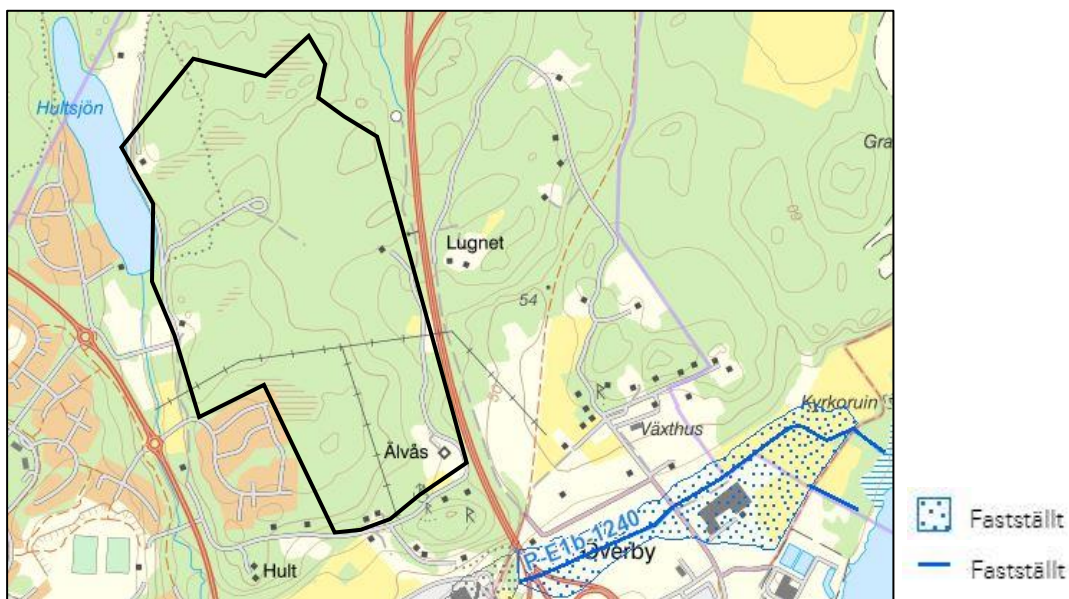 Hultsjön
Gra
Lugnet
54
Kyrkoruin
Växthus
Älvås
R
R
R
R
P-E1b-1240
Överby
Hult
Fastställt
Fastställt